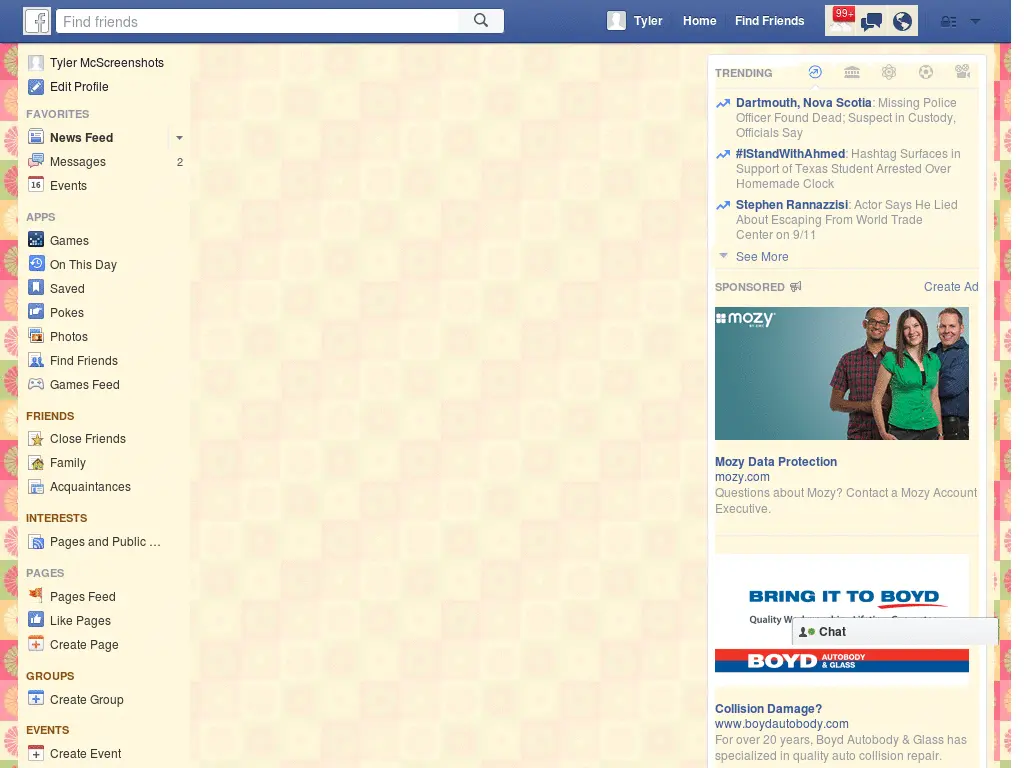 Find friends
Tyler
Home
Find Friends
99+
Tyler McScreenshots
Edit Profile
FAVORITES
News Feed
Messages 2
16 Events
APPS
Games
On This Day
Saved
Pokes
Photos
Find Friends
Games Feed
FRIENDS
Close Friends
Family
Acquaintances
INTERESTS
Pages and Public ...
PAGES
Pages Feed
Like Pages
Create Page
GROUPS
Create Group
EVENTS
Create Event
TRENDING
Dartmouth, Nova Scotia: Missing Police
Officer Found Dead; Suspect in Custody,
Officials Say
#IStandWithAhmed: Hashtag Surfaces in
Support of Texas Student Arrested Over
Homemade Clock
Stephen Rannazzisi: Actor Says He Lied
About Escaping From World Trade
Center on 9/11
See More
SPONSORED
Create Ad
mozy
Mozy Data Protection
mozy.com
Questions about Mozy? Contact a Mozy Account
Executive.
BRING IT TO BOYD
Quality
Chat
BOYD AUTOBODY
& GLASS
Collision Damage?
www.boydautobody.com
For over 20 years, Boyd Autobody & Glass has
specialized in quality auto collision repair.